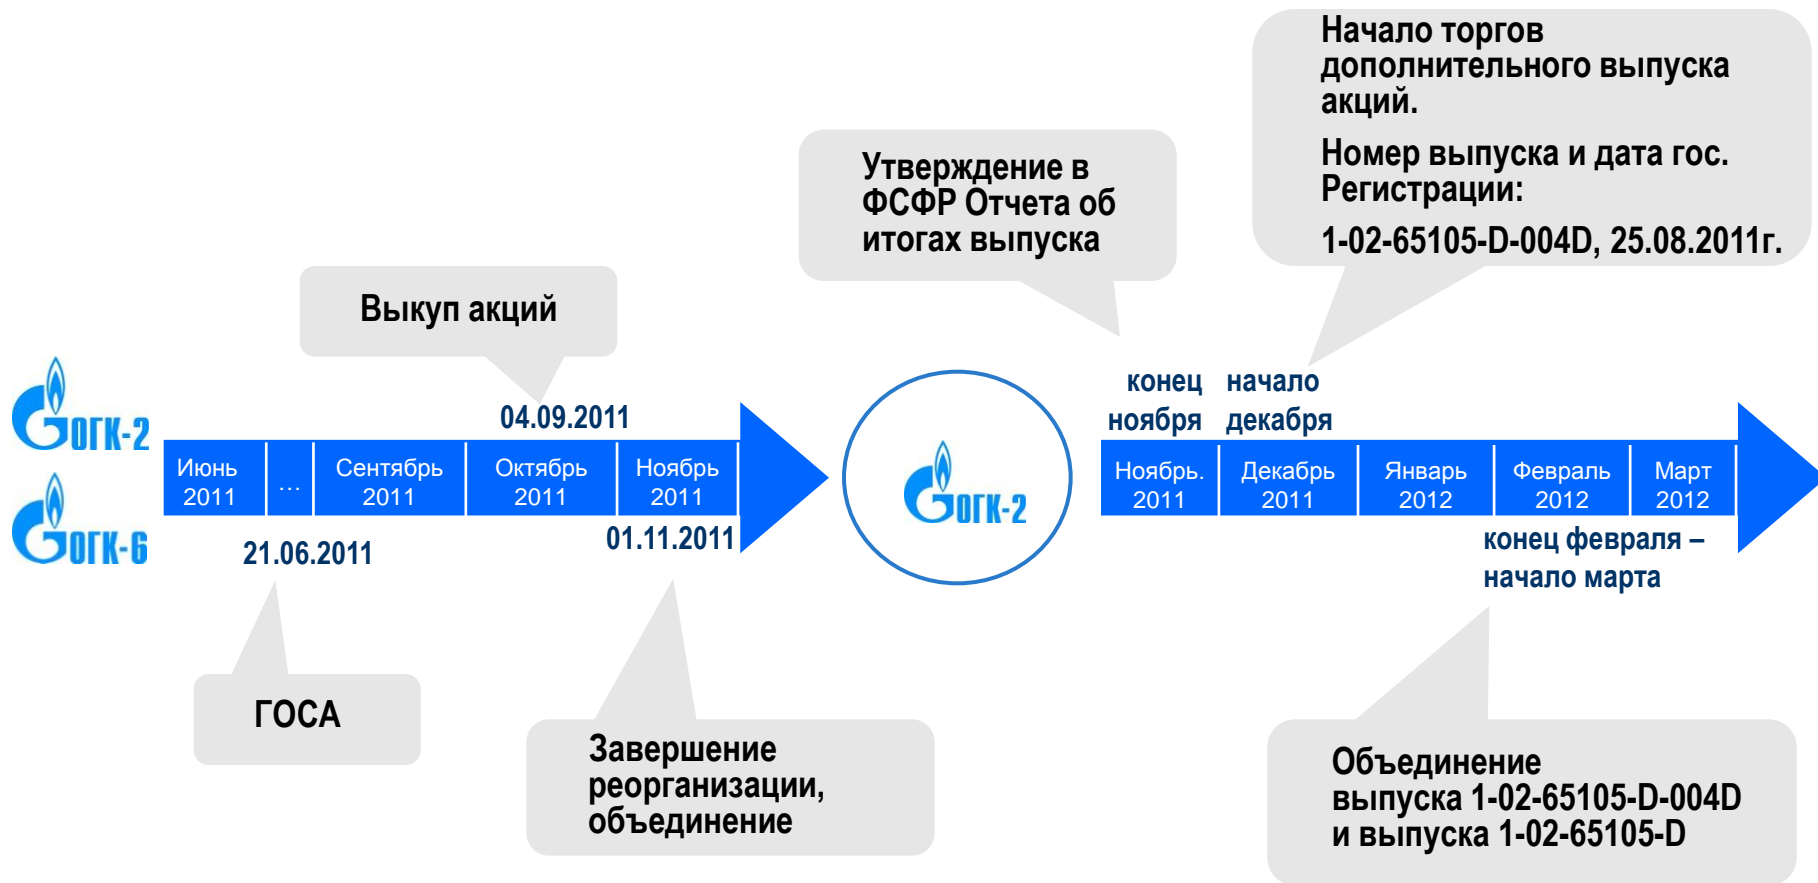 Начало торгов
дополнительного выпуска
акций.
Номер выпуска и дата гос.
Регистрации:
1-02-65105-D-004D, 25.08.2011г.
Утверждение в
ФСФР Отчета об
итогах выпуска
Выкуп акций
ОГК-2
ОГК-6
04.09.2011
Июнь
2011
...
Сентябрь
2011
Октябрь
2011
Ноябрь
2011
21.06.2011
01.11.2011
ГОСА
Завершение
реорганизации,
объединение
ОГК-2
конец
ноября
начало
декабря
Ноябрь.
2011
Декабрь
2011
Январь
2012
Февраль
2012
Март
2012
конец февраля –
начало марта
Объединение
выпуска 1-02-65105-D-004D
и выпуска 1-02-65105-D